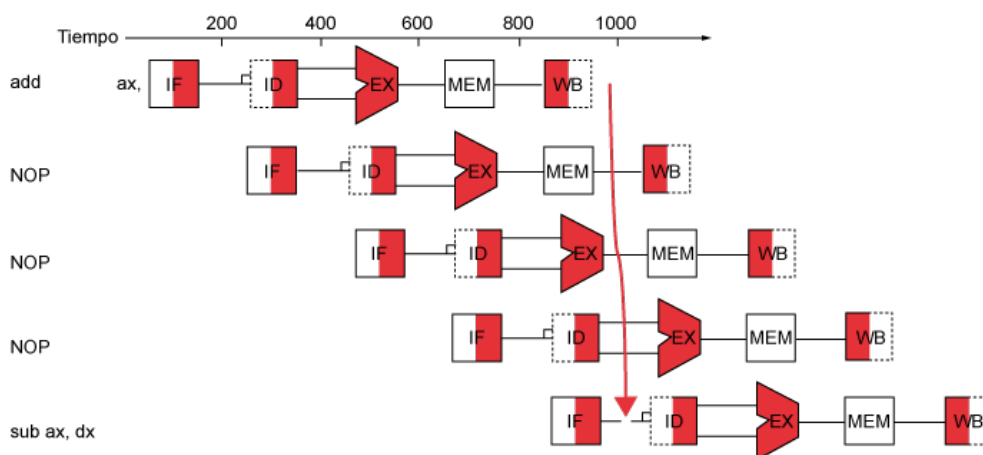 200 400 600 800 1000
Tiempo
add ax, IF ID EX MEM WB
NOP IF ID EX MEM WB
NOP IF ID EX MEM WB
NOP IF ID EX MEM WB
sub ax, dx IF ID EX MEM WB